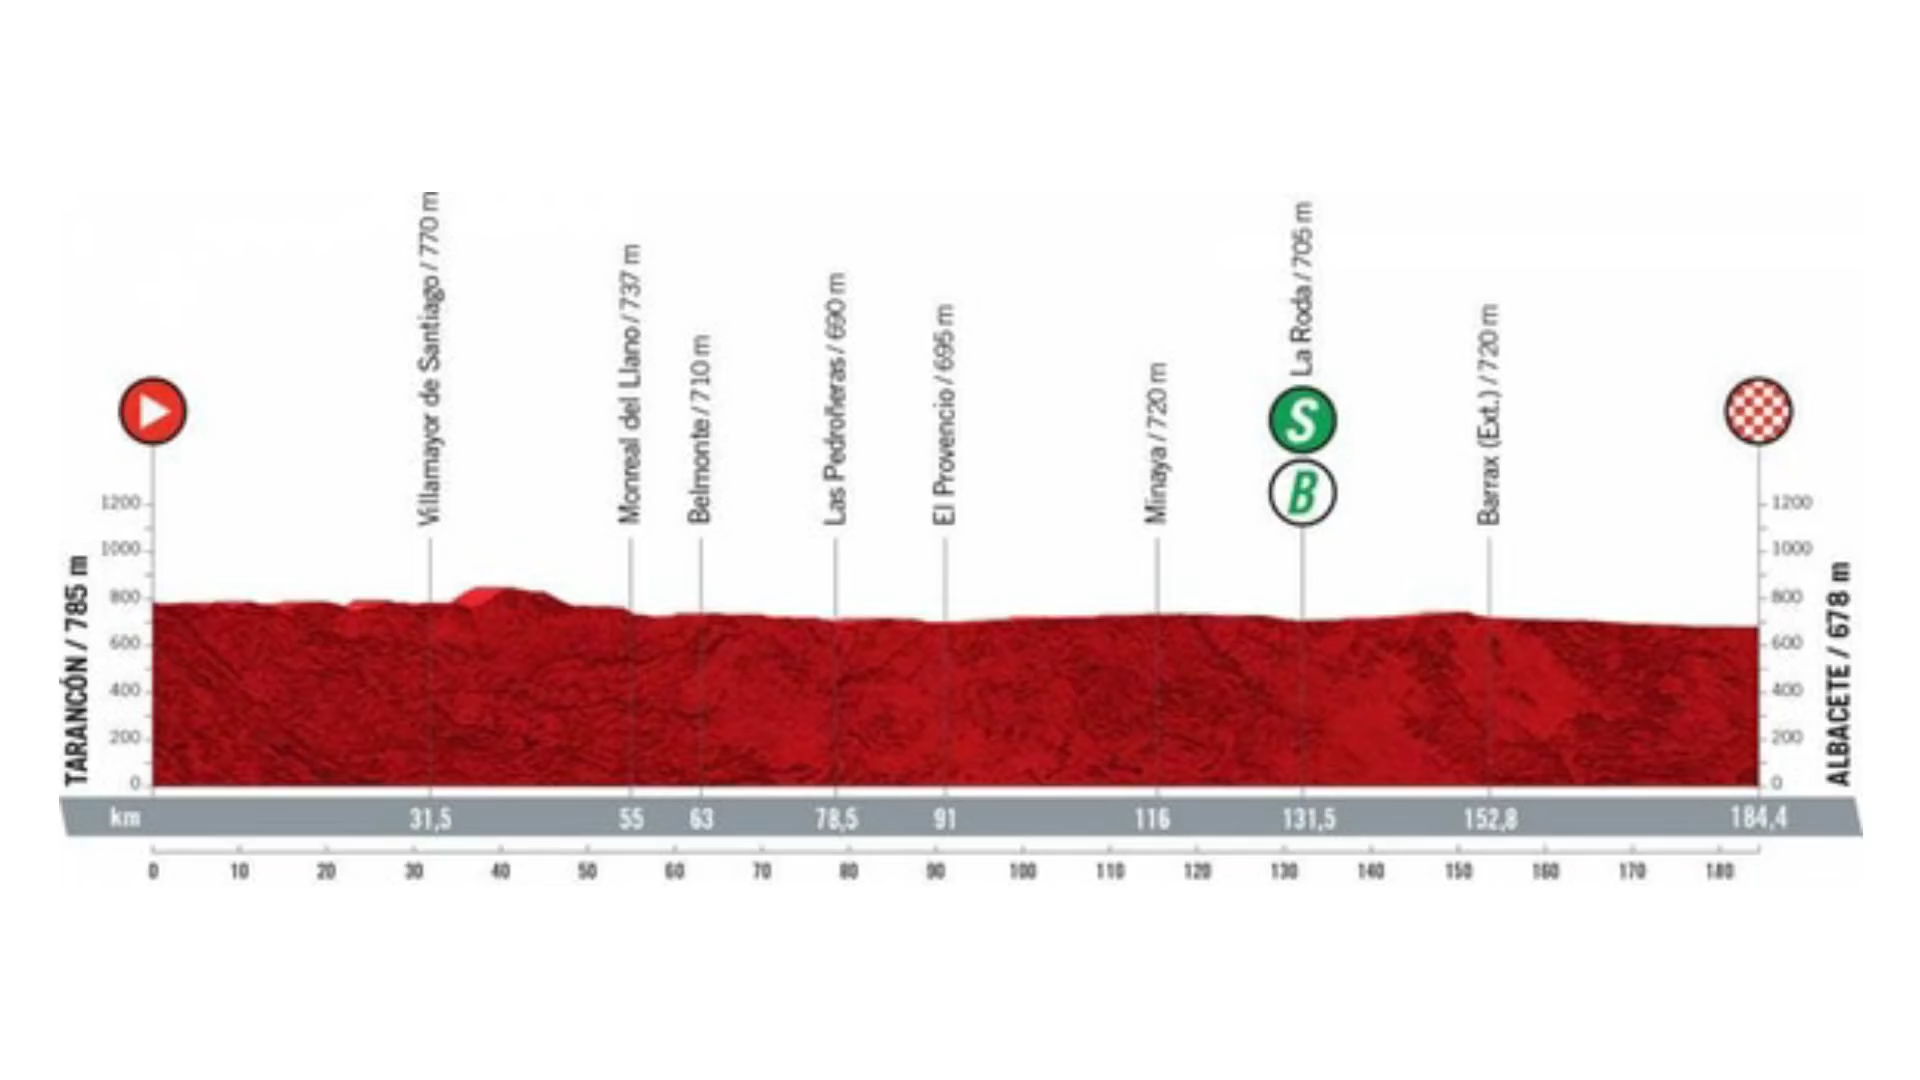 Villamayor de Santiago / 770 m
Monreal del Llano / 737 m
Belmonte / 710 m
Las Pedroñeras / 690 m
El Provencio / 695 m
Minaya / 720 m
La Roda / 705 m
S
B
Barrax (Ext.) / 720 m
TARANCÓN / 785 m
1200
1000
800
600
400
200
0
1200
1000
800
600
400
200
0
ALBACETE / 678 m
km 31,5 55 63 78,5 91 116 131,5 152,8 184,4
0 10 20 30 40 50 60 70 80 90 100 110 120 130 140 150 160 170 180